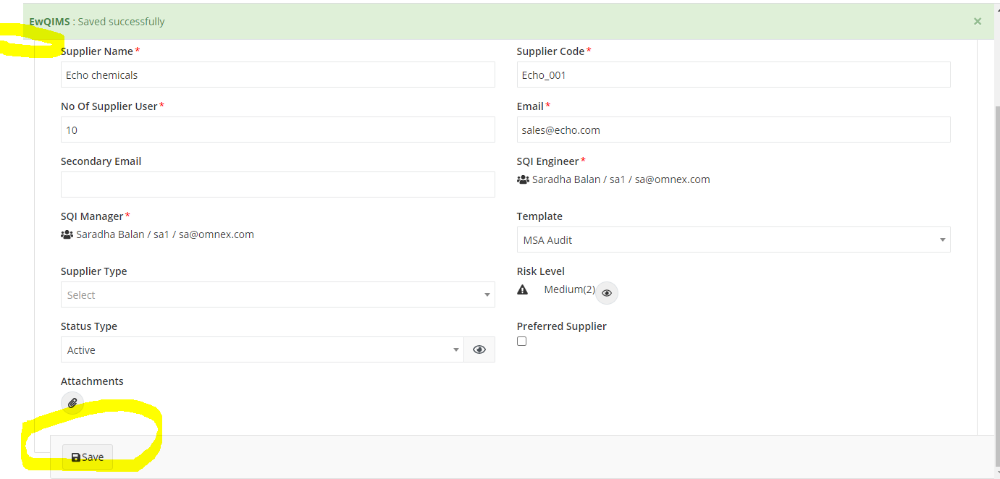 EwQIMS : Saved successfully ×
Supplier Name * Supplier Code *
Echo chemicals Echo_001
No Of Supplier User * Email *
10 sales@echo.com
Secondary Email SQI Engineer *
Saradha Balan / sa1 / sa@omnex.com
SQI Manager * Template
Saradha Balan / sa1 / sa@omnex.com MSA Audit
Supplier Type Risk Level
Select Medium(2)
Status Type Preferred Supplier
Active
Attachments
Save